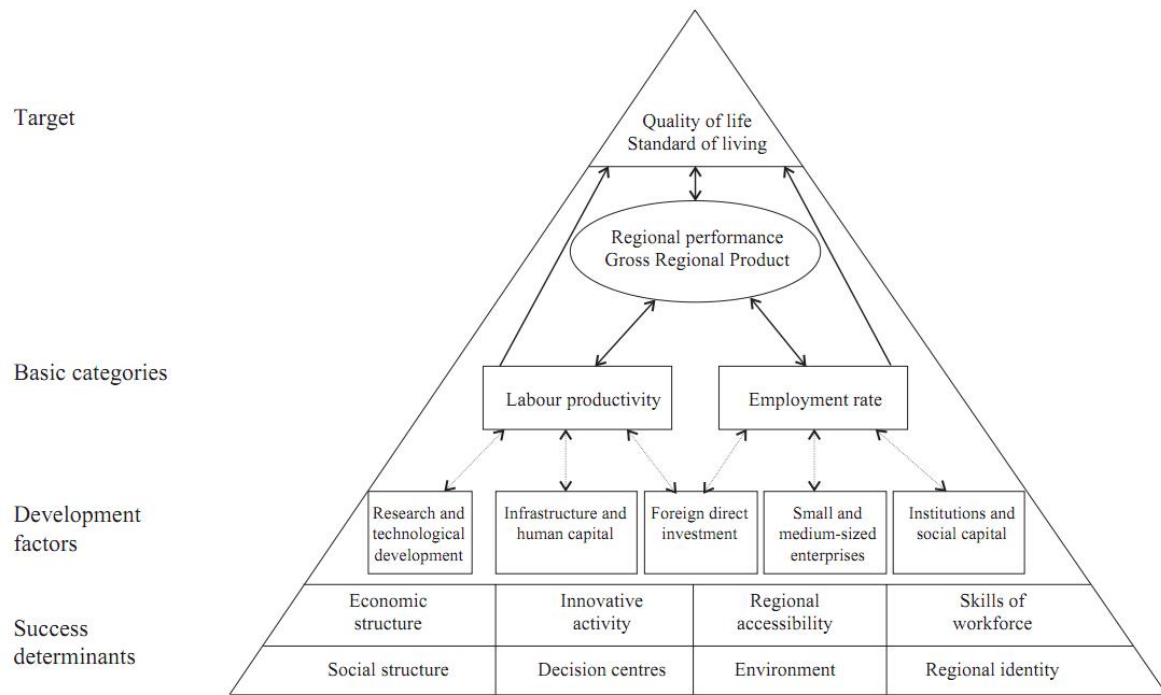 Target
Quality of life
Standard of living
Regional performance
Gross Regional Product
Basic categories
Labour productivity
Employment rate
Development
factors
Research and
technological
development
Infrastructure and
human capital
Foreign direct
investment
Small and
medium-sized
enterprises
Institutions and
social capital
Success
determinants
Economic
structure
Innovative
activity
Regional
accessibility
Skills of
workforce
Social structure
Decision centres
Environment
Regional identity